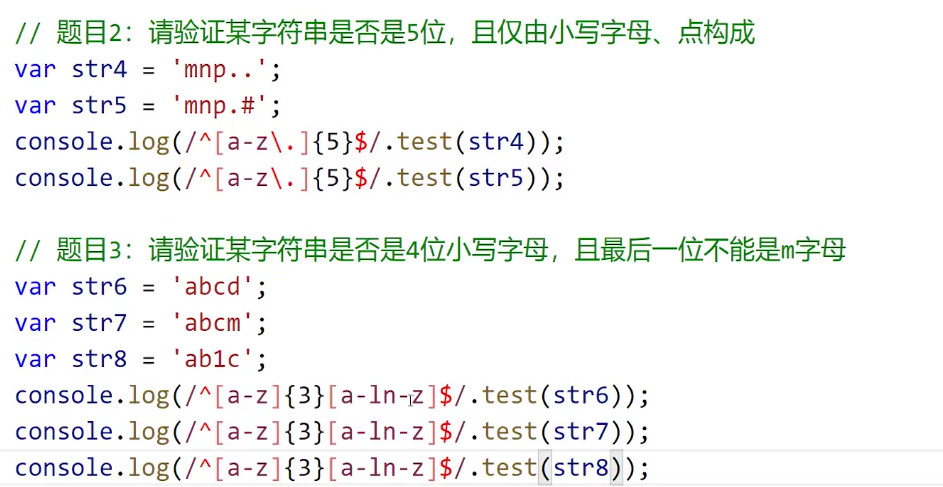 // 题目2：请验证某字符串是否是5位，且仅由小写字母、点构成
var str4 = 'mnp..';
var str5 = 'mnp.#';
console.log(/^[a-z\.]{5}$/.test(str4));
console.log(/^[a-z\.]{5}$/.test(str5));
// 题目3：请验证某字符串是否是4位小写字母，且最后一位不能是m字母
var str6 = 'abcd';
var str7 = 'abcm';
var str8 = 'ab1c';
console.log(/^[a-z]{3}[a-ln-z]$/.test(str6));
console.log(/^[a-z]{3}[a-ln-z]$/.test(str7));
console.log(/^[a-z]{3}[a-ln-z]$/.test(str8));